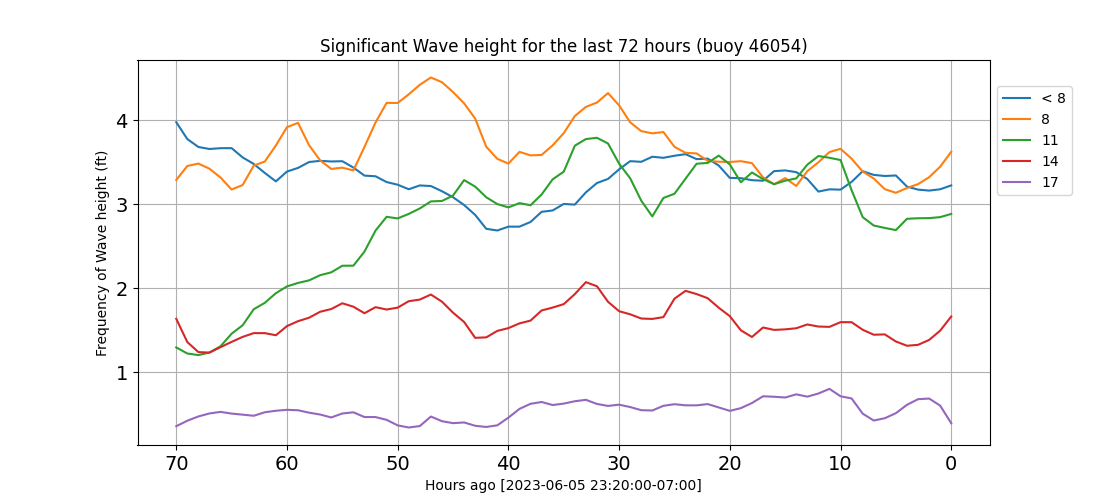 Significant Wave height for the last 72 hours (buoy 46054)
Frequency of Wave height (ft)
4
3
2
1
70 60 50 40 30 20 10 0
Hours ago [2023-06-05 23:20:00-07:00]
< 8
8
11
14
17